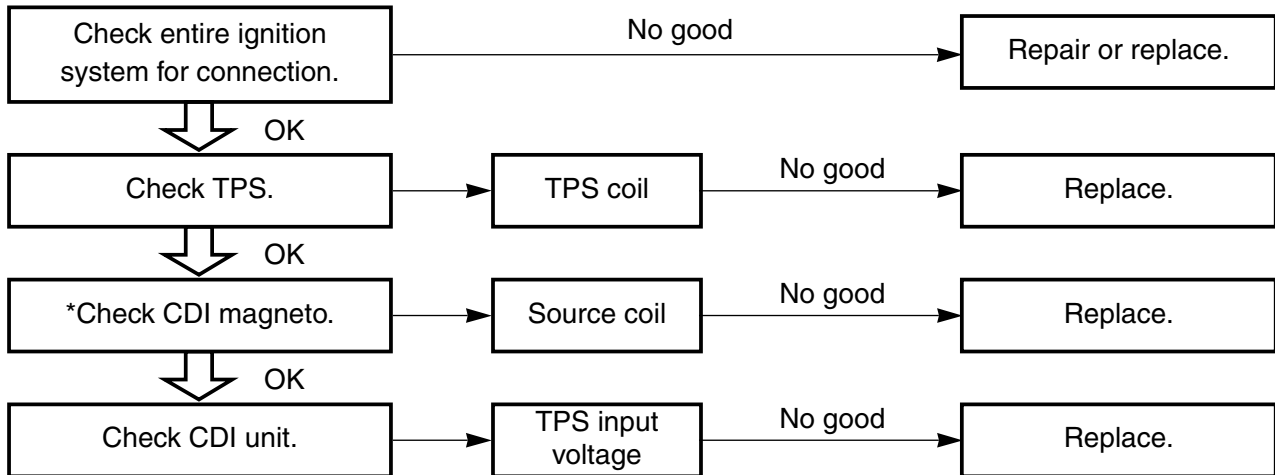 Check entire ignition
system for connection.
No good
Repair or replace.
OK
Check TPS.
TPS coil
No good
Replace.
OK
*Check CDI magneto.
Source coil
No good
Replace.
OK
Check CDI unit.
TPS input
voltage
No good
Replace.